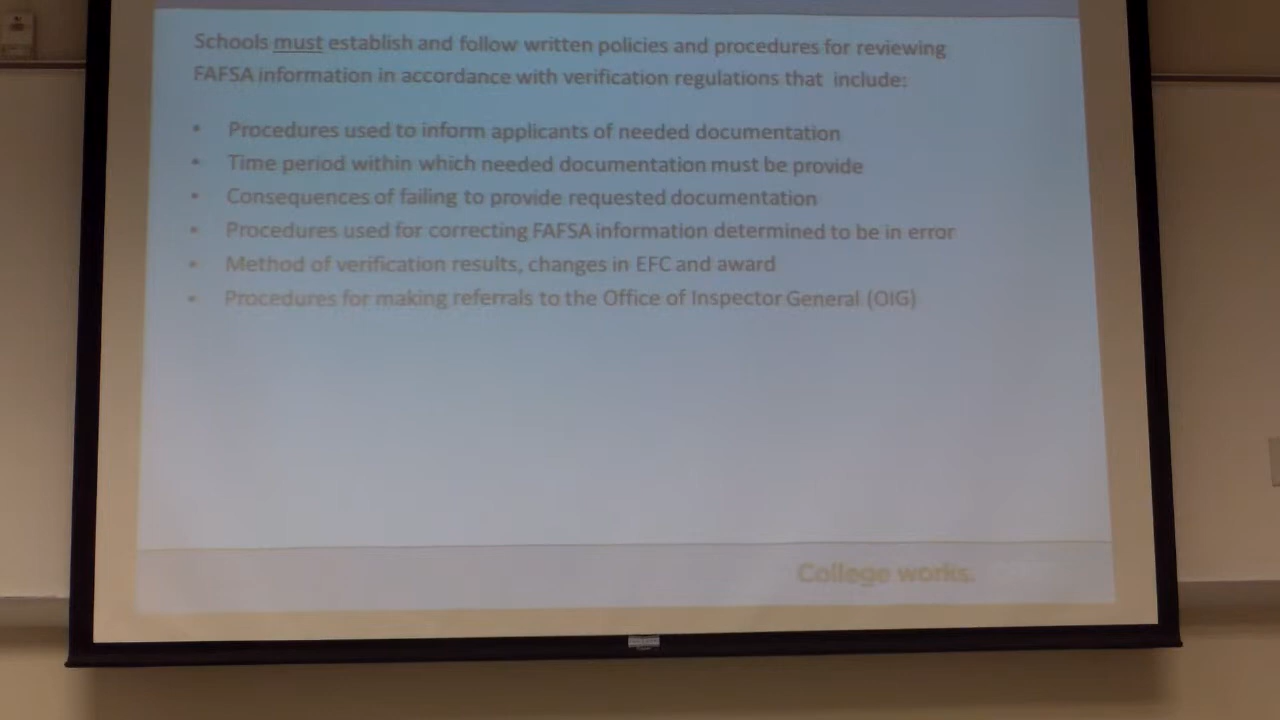 Schools must establish and follow written policies and procedures for reviewing
FAFSA information in accordance with verification regulations that include:
• Procedures used to inform applicants of needed documentation
• Time period within which needed documentation must be provide
• Consequences of failing to provide requested documentation
• Procedures used for correcting FAFSA information determined to be in error
• Method of verification results, changes in EFC and award
• Procedures for making referrals to the Office of Inspector General (OIG)
College works.